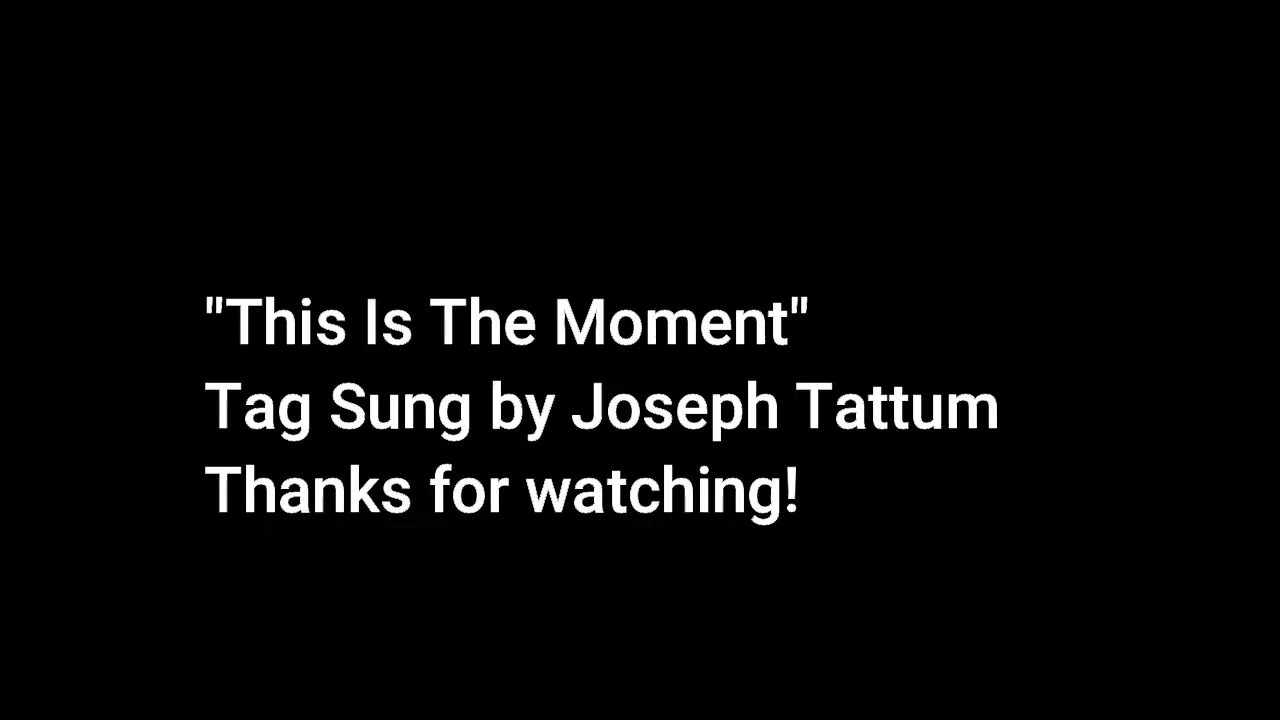 "This Is The Moment"
Tag Sung by Joseph Tattum
Thanks for watching!